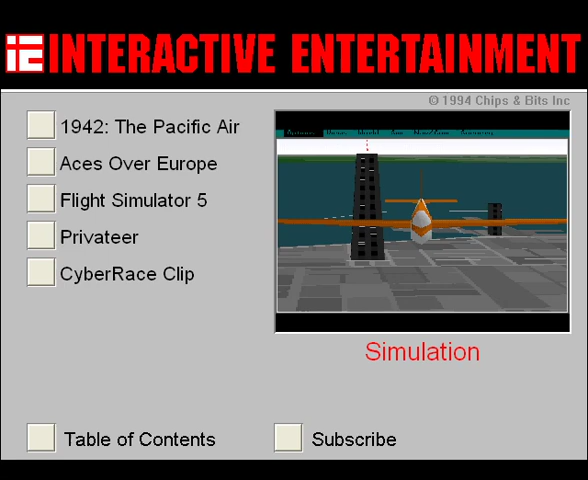 IE INTERACTIVE ENTERTAINMENT
© 1994 Chips & Bits Inc
1942: The Pacific Air
Aces Over Europe
Flight Simulator 5
Privateer
CyberRace Clip
Simulation
Table of Contents
Subscribe